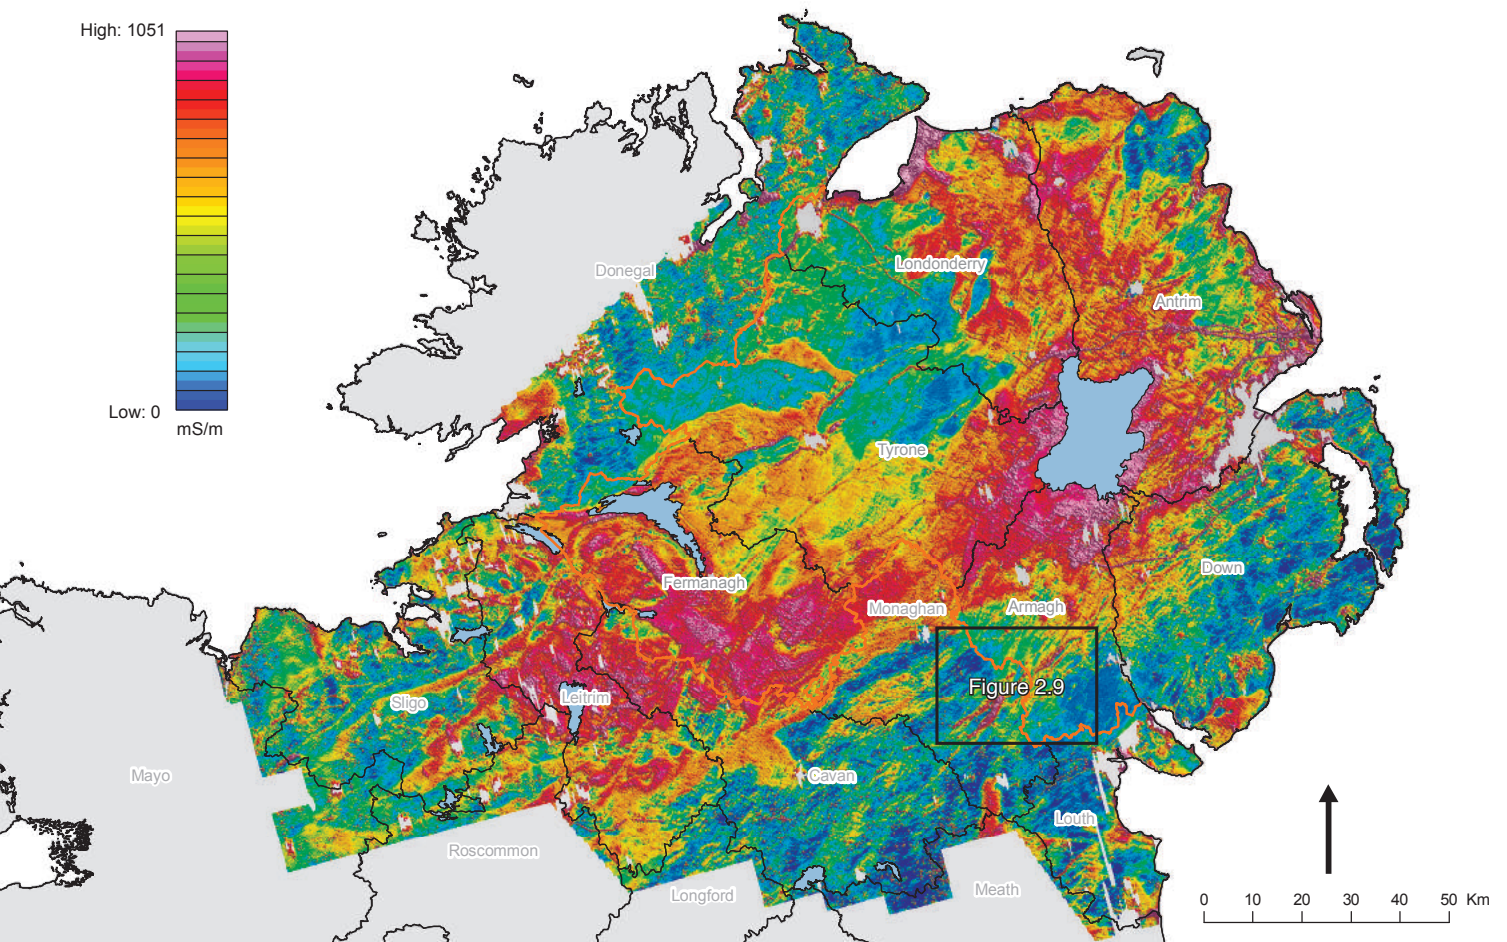 High: 1051
Low: 0
mS/m
Donegal
Londonderry
Antrim
Tyrone
Down
Fermanagh
Monaghan
Armagh
Figure 2.9
Sligo
Leitrim
Mayo
Cavan
Louth
Roscommon
Longford
Meath
0 10 20 30 40 50 Km